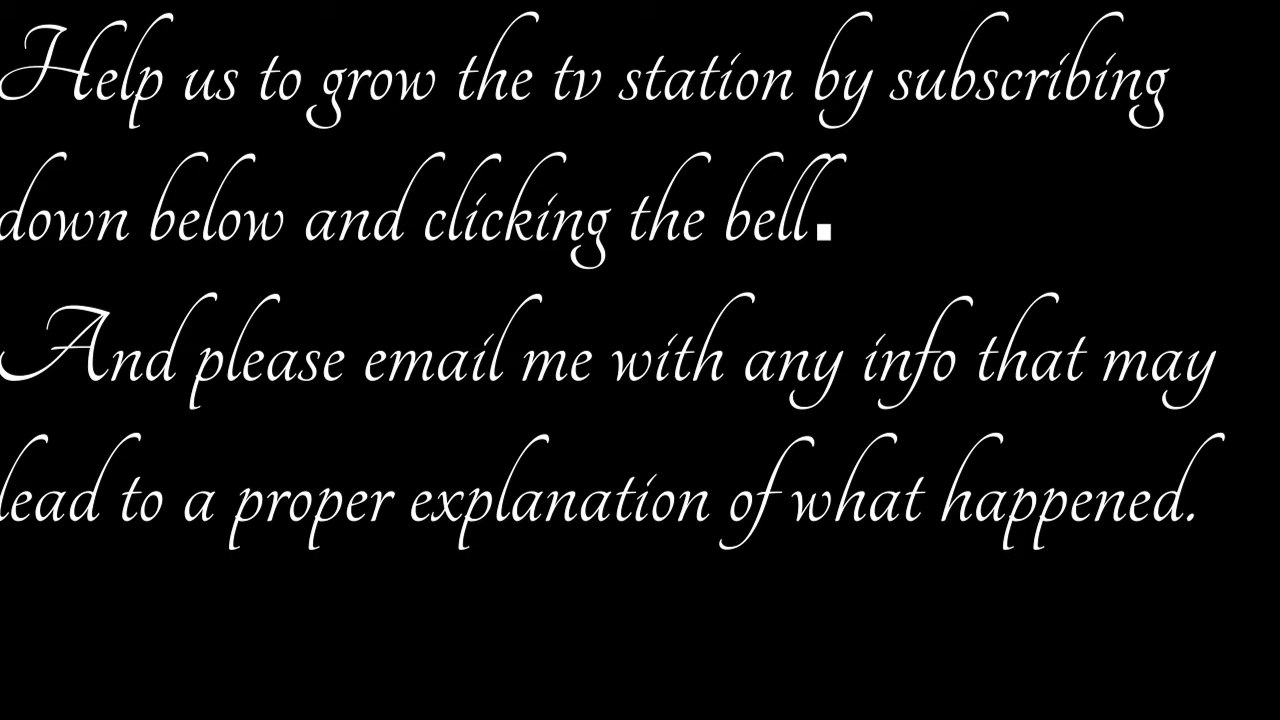 Help us to grow the tv station by subscribing
down below and clicking the bell.
And please email me with any info that may
lead to a proper explanation of what happened.